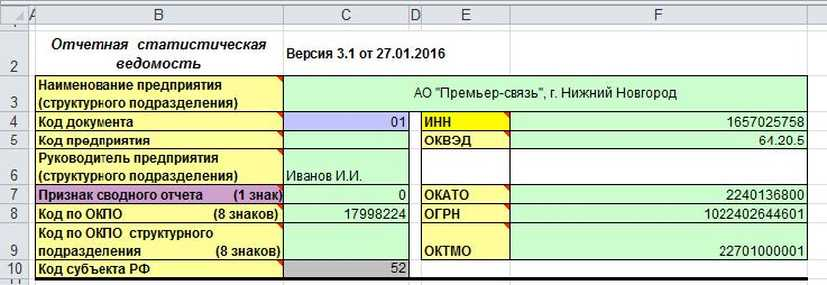 A B C D E F
2 Отчетная статистическая
ведомость Версия 3.1 от 27.01.2016
3 Наименование предприятия
(структурного подразделения) АО "Премьер-связь", г. Нижний Новгород
4 Код документа 01 ИНН 1657025758
5 Код предприятия ОКВЭД 64.20.5
6 Руководитель предприятия
(структурного подразделения) Иванов И.И.
7 Признак сводного отчета (1 знак) 0 ОКАТО 2240136800
8 Код по ОКПО (8 знаков) 17998224 ОГРН 1022402644601
9 Код по ОКПО структурного
подразделения (8 знаков) ОКТМО 22701000001
10 Код субъекта РФ 52